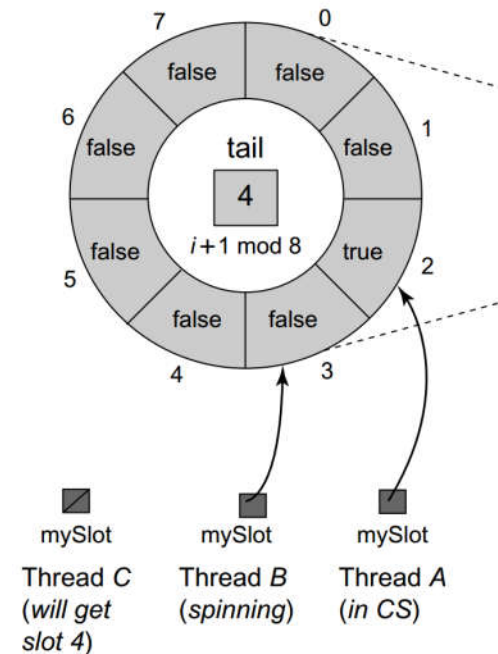 7
0
false
false
6
1
false
false
tail
4
i+1 mod 8
false
true
5
2
false
false
4
3
mySlot
mySlot
mySlot
Thread C
Thread B
Thread A
(will get
(spinning)
(in CS)
slot 4)